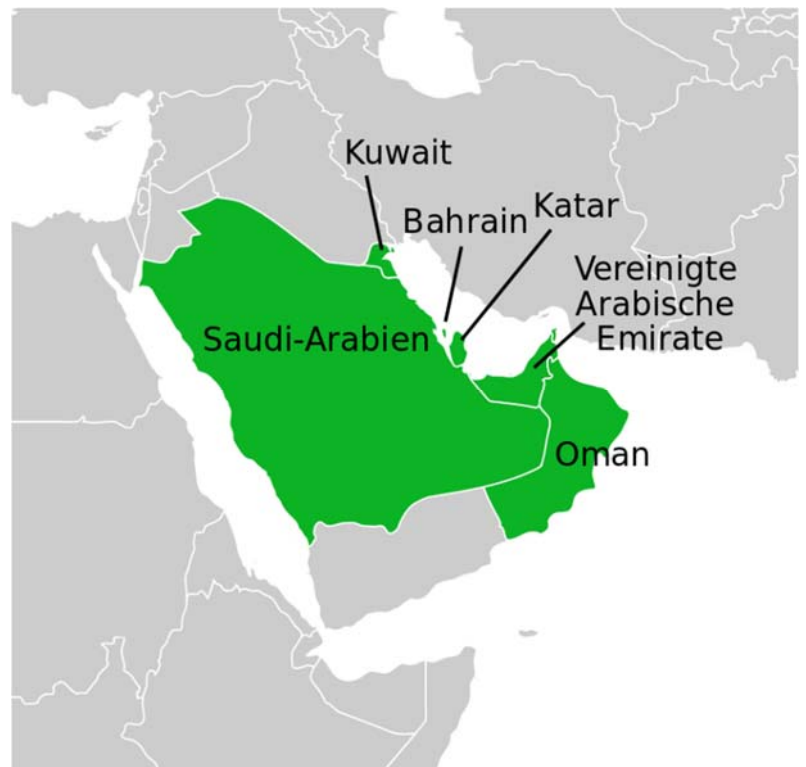 Kuwait
Bahrain
Katar
Vereinigte
Arabische
Emirate
Saudi-Arabien
Oman